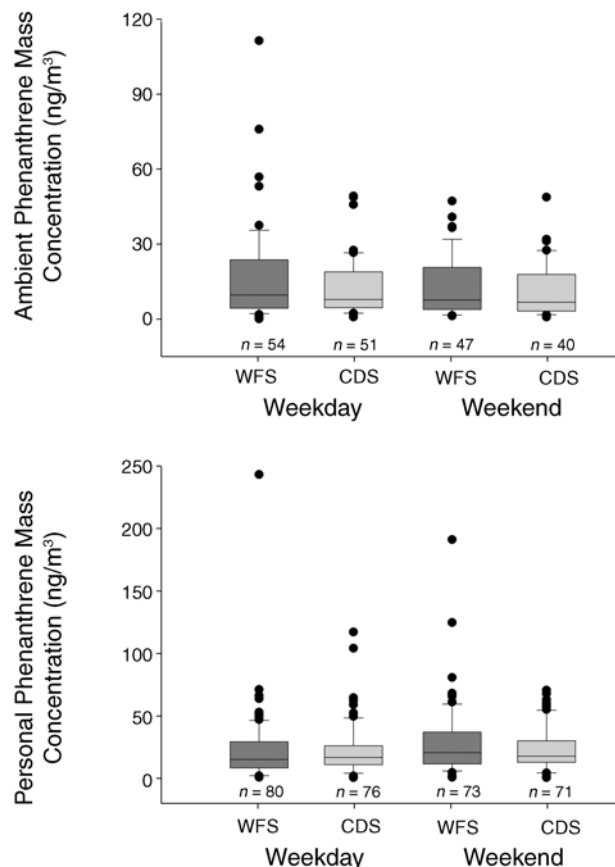 Ambient Phenanthrene Mass
Concentration (ng/m³)
120
90
60
30
0
n = 54
n = 51
n = 47
n = 40
WFS
CDS
WFS
CDS
Weekday
Weekend
Personal Phenanthrene Mass
Concentration (ng/m³)
250
200
150
100
50
0
n = 80
n = 76
n = 73
n = 71
WFS
CDS
WFS
CDS
Weekday
Weekend